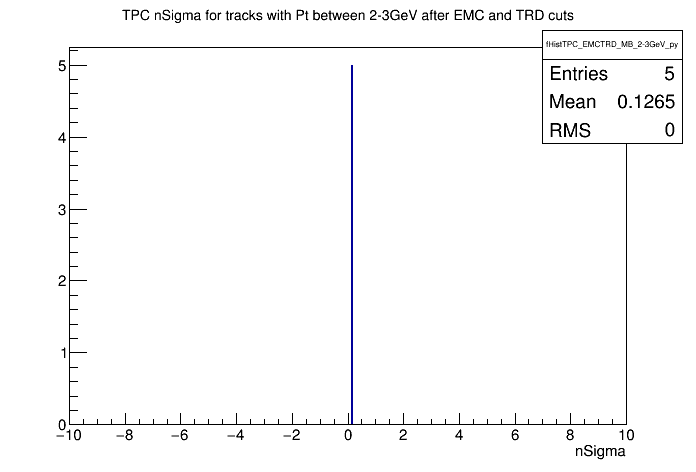 TPC nSigma for tracks with Pt between 2-3GeV after EMC and TRD cuts
fHistTPC_EMCTRD_MB_2-3GeV_py
Entries 5
Mean 0.1265
RMS 0
5
4
3
2
1
0
−10 −8 −6 −4 −2 0 2 4 6 8 10
nSigma